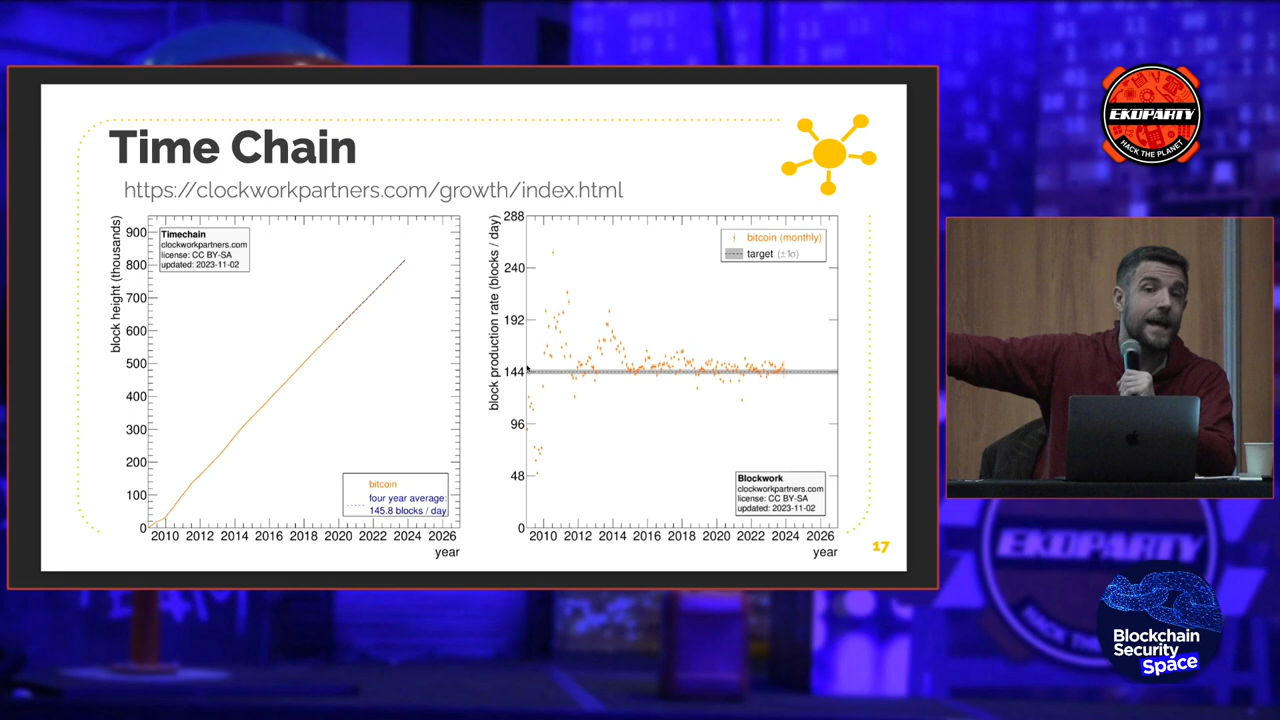 Time Chain
https://clockworkpartners.com/growth/index.html
block height (thousands)
900
800
700
600
500
400
300
200
100
0
Timechain
clockworkpartners.com
license: CC BY-SA
updated: 2023-11-02
bitcoin
four year average:
145.8 blocks / day
2010 2012 2014 2016 2018 2020 2022 2024 2026
year
block production rate (blocks / day)
288
240
192
144
96
48
0
bitcoin (monthly)
target (±1σ)
Blockwork
clockworkpartners.com
license: CC BY-SA
updated: 2023-11-02
2010 2012 2014 2016 2018 2020 2022 2024 2026
year
17
EKOPARTY
HACK THE PLANET
EKOPARTY
HACK THE
Blockchain
Security
Space